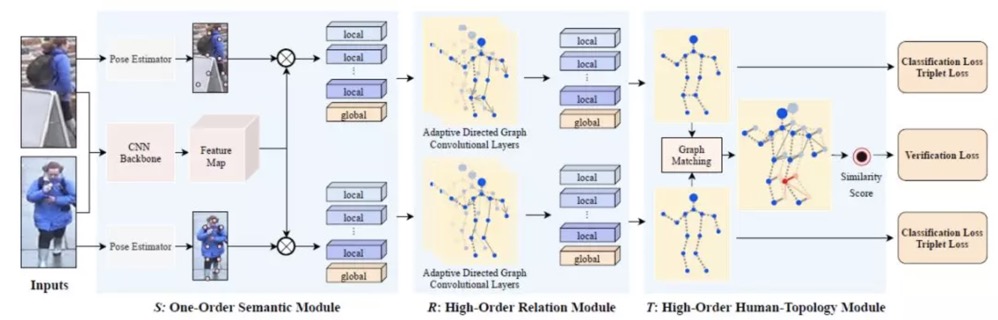 Inputs
Pose Estimator
CNN
Backbone
Feature
Map
Pose Estimator
local
local
local
global
local
local
local
global
S: One-Order Semantic Module
Adaptive Directed Graph
Convolutional Layers
Adaptive Directed Graph
Convolutional Layers
local
local
local
global
local
local
local
global
R: High-Order Relation Module
Graph
Matching
Similarity
Score
T: High-Order Human-Topology Module
Classification Loss
Triplet Loss
Verification Loss
Classification Loss
Triplet Loss